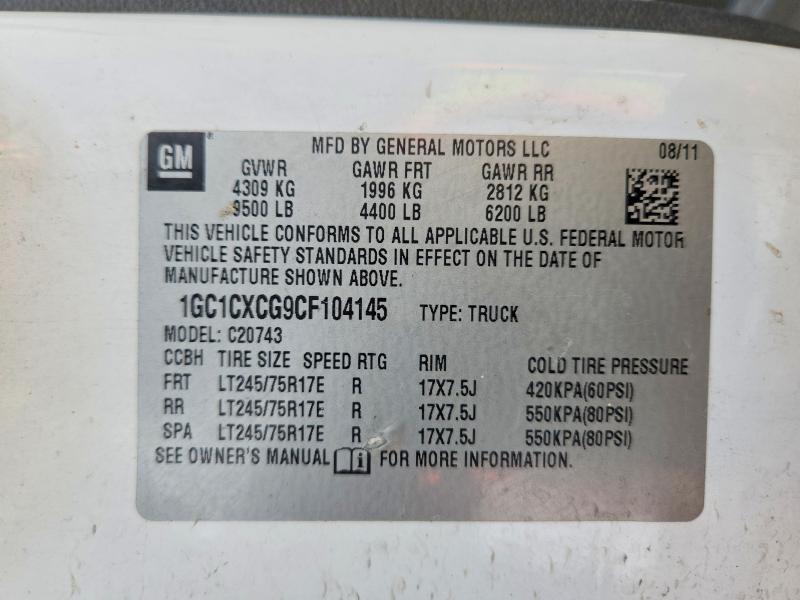 GM
MFD BY GENERAL MOTORS LLC 08/11
GVWR GAWR FRT GAWR RR
4309 KG 1996 KG 2812 KG
9500 LB 4400 LB 6200 LB
THIS VEHICLE CONFORMS TO ALL APPLICABLE U.S. FEDERAL MOTOR
VEHICLE SAFETY STANDARDS IN EFFECT ON THE DATE OF
MANUFACTURE SHOWN ABOVE.
1GC1CXCG9CF104145 TYPE: TRUCK
MODEL: C20743
CCBH TIRE SIZE SPEED RTG RIM COLD TIRE PRESSURE
FRT LT245/75R17E R 17X7.5J 420KPA(60PSI)
RR LT245/75R17E R 17X7.5J 550KPA(80PSI)
SPA LT245/75R17E R 17X7.5J 550KPA(80PSI)
SEE OWNER'S MANUAL i FOR MORE INFORMATION.